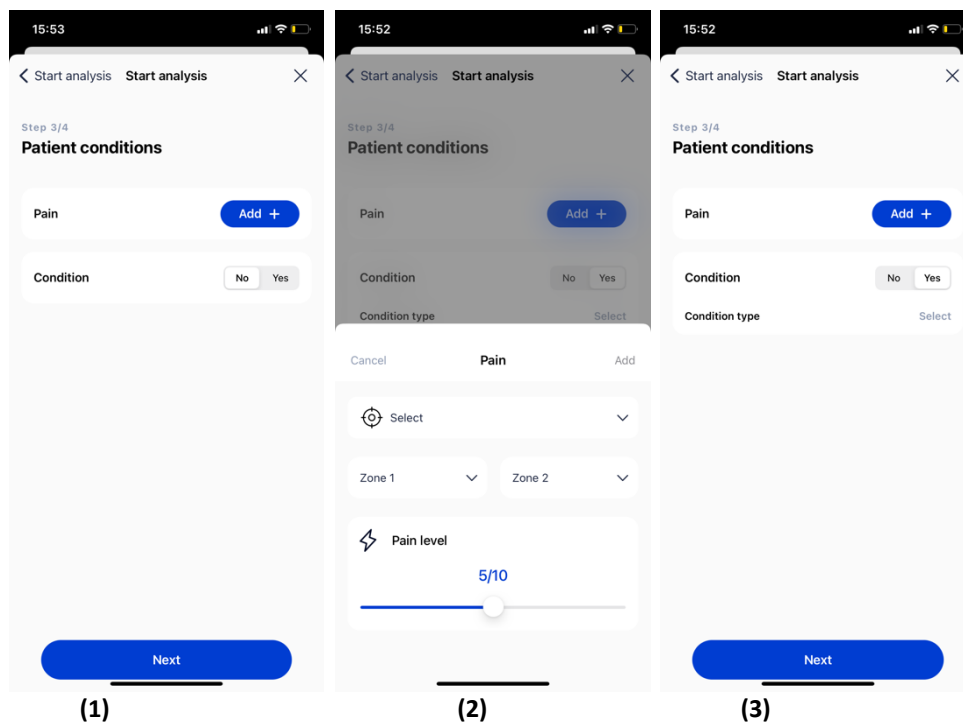 15:53
Start analysis Start analysis
Step 3/4
Patient conditions
Pain Add +
Condition No Yes
Next
(1)
15:52
Start analysis Start analysis
Step 3/4
Patient conditions
Pain Add +
Condition No Yes
Condition type Select
Cancel Pain Add
Select
Zone 1 Zone 2
Pain level
5/10
(2)
15:52
Start analysis Start analysis
Step 3/4
Patient conditions
Pain Add +
Condition No Yes
Condition type Select
Next
(3)